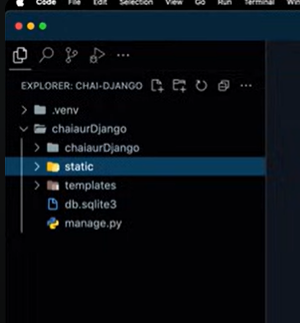 Code File Edit Selection View Go Run Terminal
EXPLORER: CHAI-DJANGO
.venv
chaiaurDjango
chaiaurDjango
static
templates
db.sqlite3
manage.py